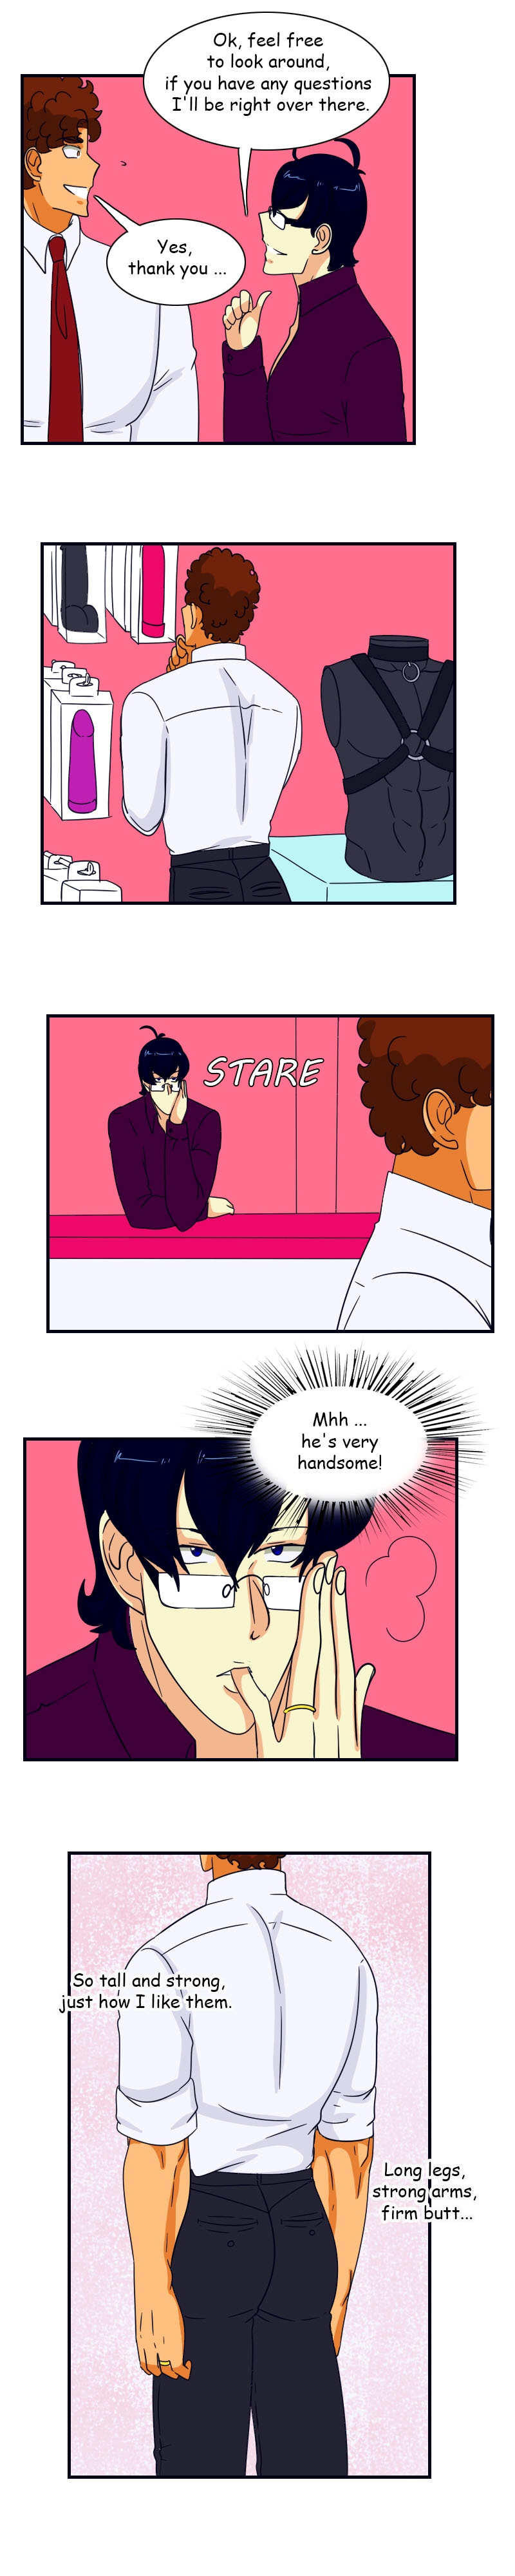 Ok, feel free
to look around,
if you have any questions
I'll be right over there.
Yes,
thank you ...
STARE
Mhh ...
he's very
handsome!
So tall and strong,
just how I like them.
Long legs,
strong arms,
firm butt...